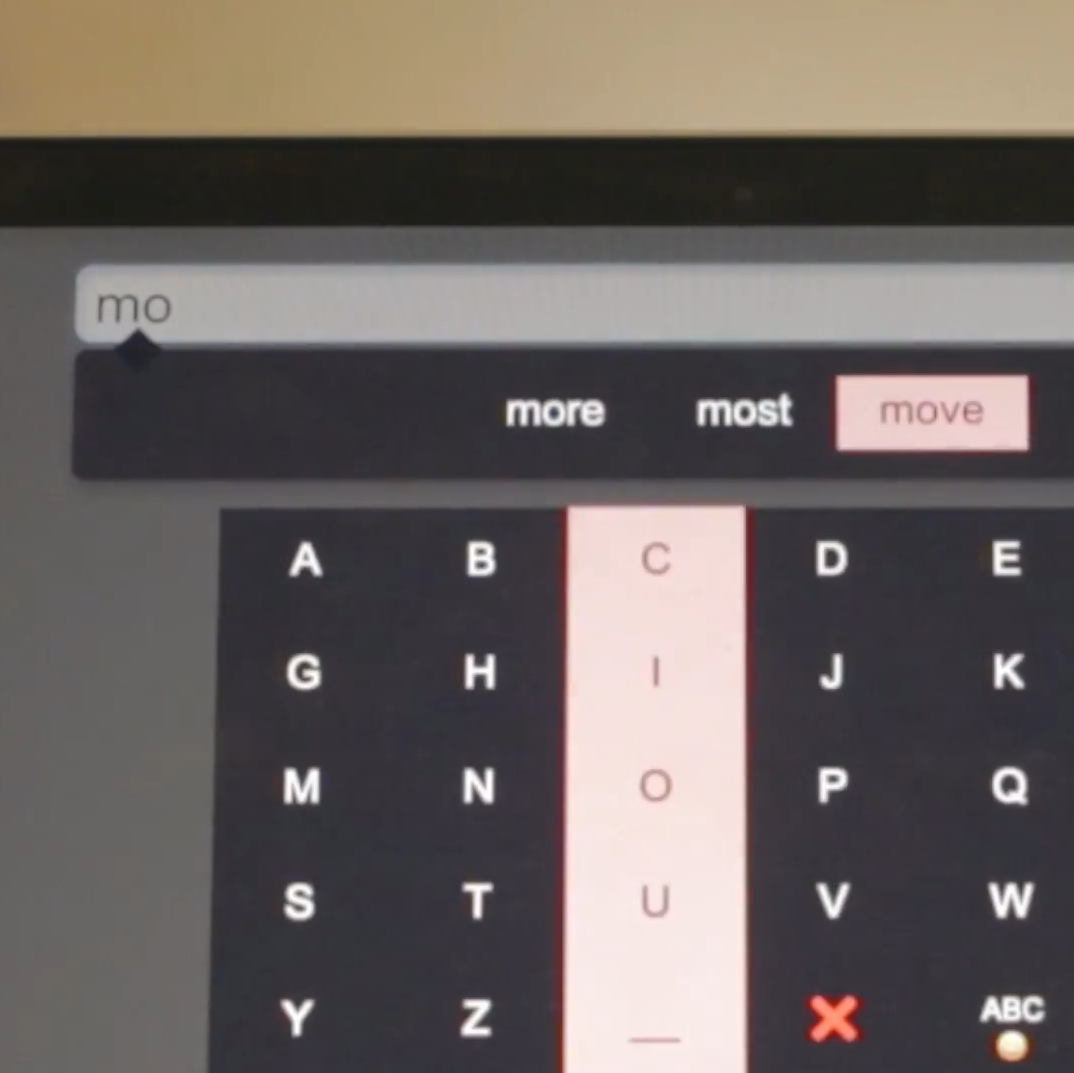 mo
more most move
A B C D E
G H I J K
M N O P Q
S T U V W
Y Z _ ❌ ABC